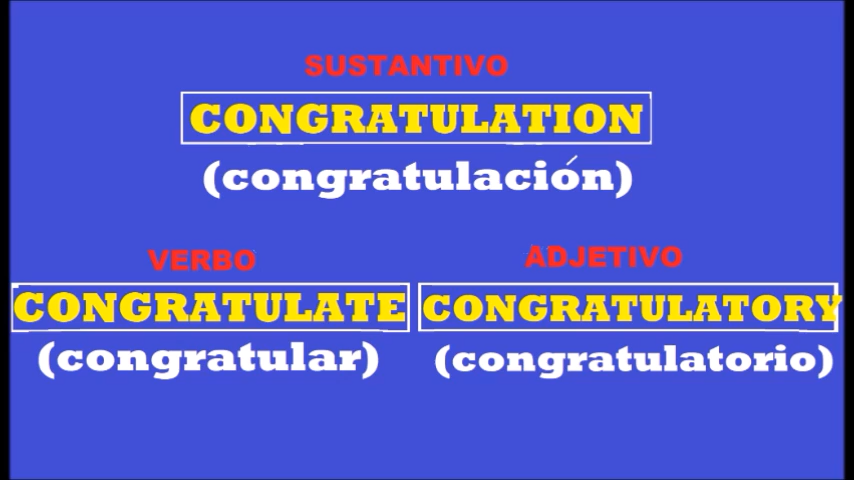 SUSTANTIVO
CONGRATULATION
(congratulación)
VERBO
ADJETIVO
CONGRATULATE
CONGRATULATORY
(congratular)
(congratulatorio)